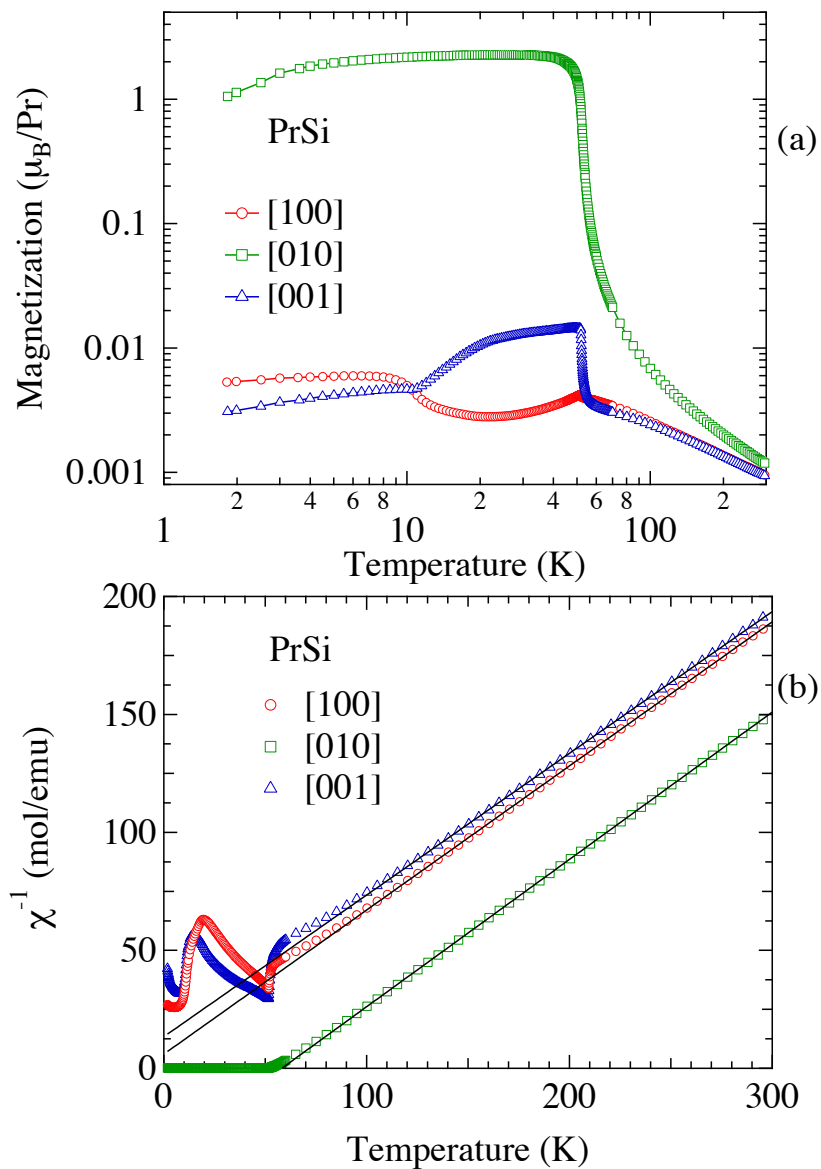 PrSi
(a)
[100]
[010]
[001]
Magnetization (μB/Pr)
1
0.1
0.01
0.001
2 4 6 8 2 4 6 8 2
1 10 100
Temperature (K)
200
150
100
50
0
PrSi
(b)
[100]
[010]
[001]
χ-1 (mol/emu)
0 100 200 300
Temperature (K)